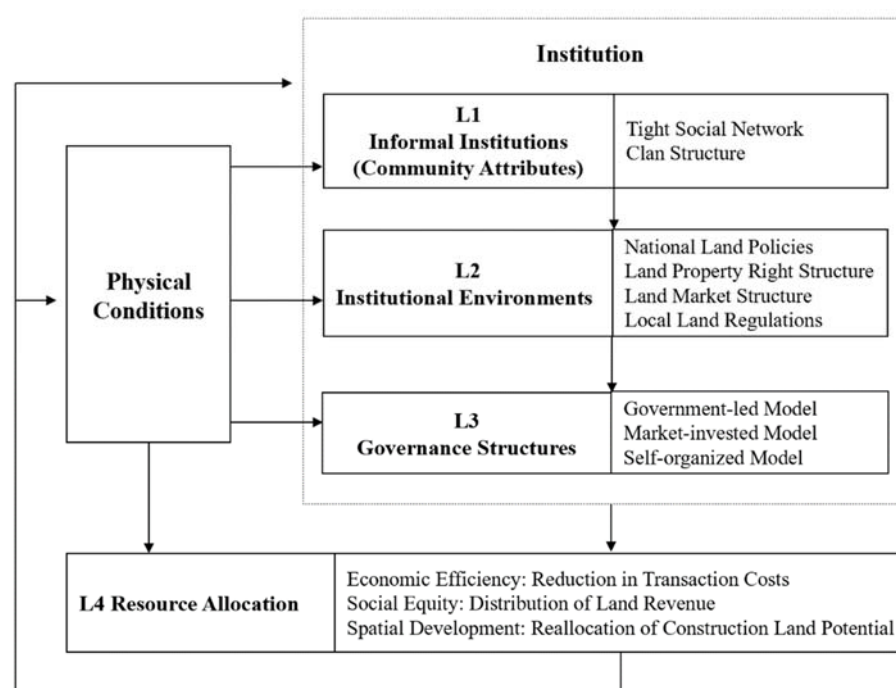 Institution
L1
Informal Institutions
(Community Attributes)
Tight Social Network
Clan Structure
Physical
Conditions
L2
Institutional Environments
National Land Policies
Land Property Right Structure
Land Market Structure
Local Land Regulations
L3
Governance Structures
Government-led Model
Market-invested Model
Self-organized Model
L4 Resource Allocation
Economic Efficiency: Reduction in Transaction Costs
Social Equity: Distribution of Land Revenue
Spatial Development: Reallocation of Construction Land Potential